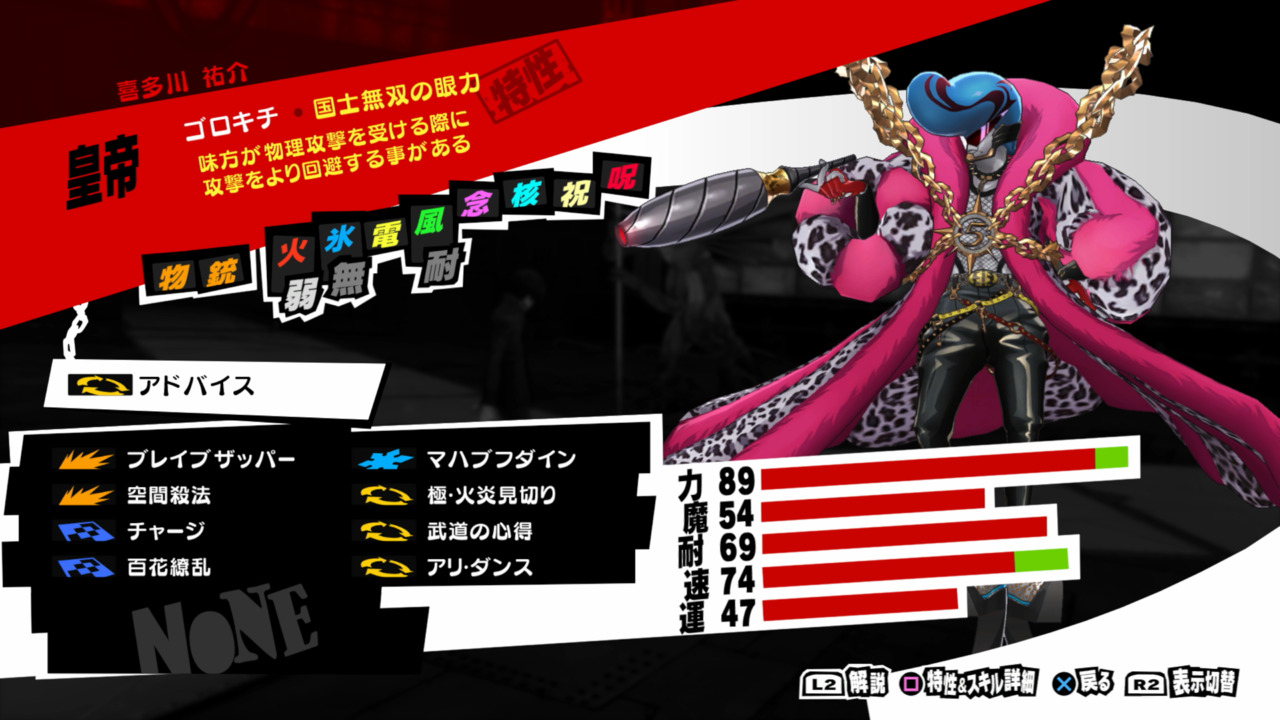 喜多川 祐介
特性
皇帝
ゴロキチ・国士無双の眼力
味方が物理攻撃を受ける際に
攻撃をより回避する事がある
物 銃 火 氷 電 風 念 核 祝 呪
弱 無 耐
アドバイス
ブレイブザッパー マハブフダイン
空間殺法 極・火炎見切り
チャージ 武道の心得
百花繚乱 アリ・ダンス
NONE
力 89
魔 54
耐 69
速 74
運 47
L2 解説 特性&スキル詳細 戻る R2 表示切替